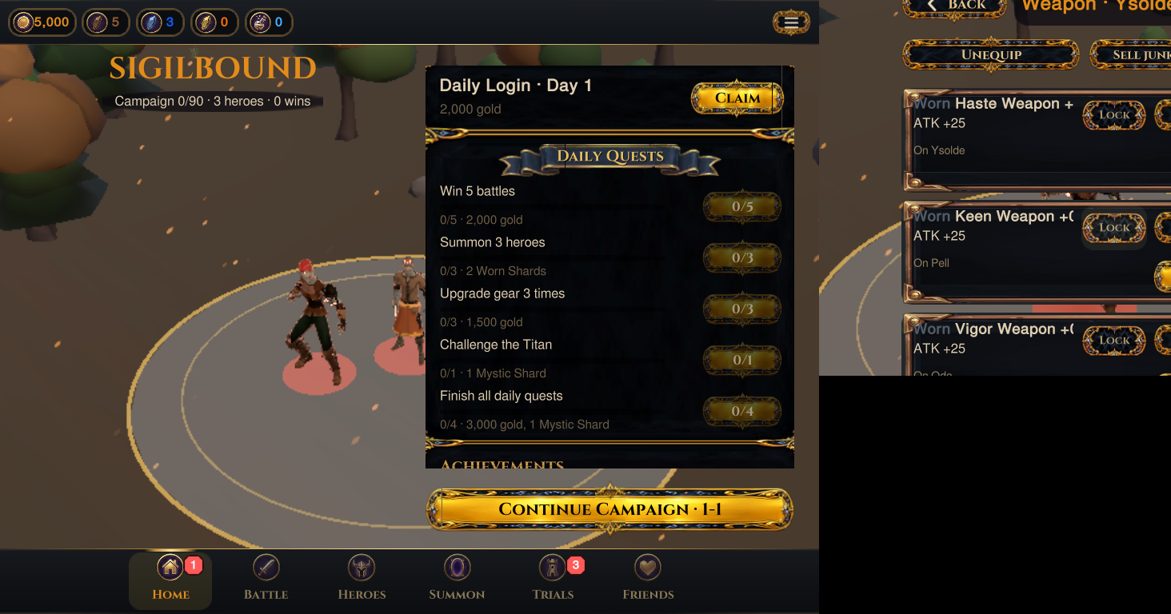 5,000 5 3 0 0
SIGILBOUND
Campaign 0/90 · 3 heroes · 0 wins
Daily Login · Day 1
2,000 gold
CLAIM
DAILY QUESTS
Win 5 battles
0/5 · 2,000 gold
0/5
Summon 3 heroes
0/3 · 2 Worn Shards
0/3
Upgrade gear 3 times
0/3 · 1,500 gold
0/3
Challenge the Titan
0/1 · 1 Mystic Shard
0/1
Finish all daily quests
0/4 · 3,000 gold, 1 Mystic Shard
0/4
ACHIEVEMENTS
CONTINUE CAMPAIGN · 1-1
1
3
HOME
BATTLE
HEROES
SUMMON
TRIALS
FRIENDS
BACK
Weapon · Ysolde
UNEQUIP
SELL JUNK
Worn Haste Weapon +
ATK +25
On Ysolde
LOCK
Worn Keen Weapon +0
ATK +25
On Pell
LOCK
Worn Vigor Weapon +0
ATK +25
LOCK